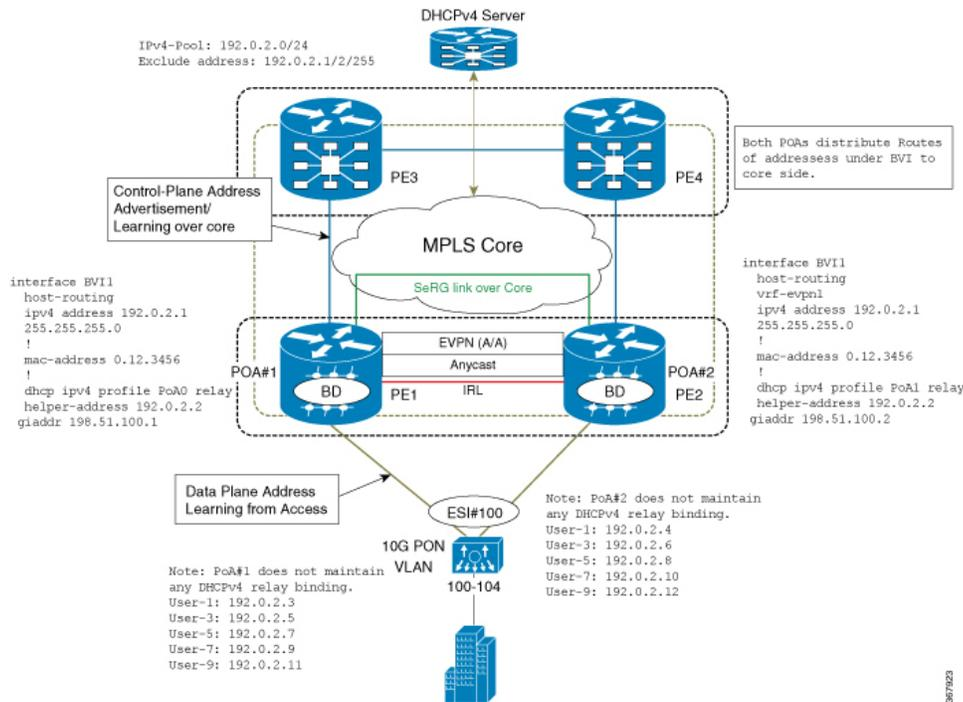 DHCPv4 Server
IPv4-Pool: 192.0.2.0/24
Exclude address: 192.0.2.1/2/255
Both POAs distribute Routes
of addressess under BVI to
core side.
PE3
PE4
Control-Plane Address
Advertisement/
Learning over core
MPLS Core
SeRG link over Core
interface BVI1
host-routing
ipv4 address 192.0.2.1
255.255.255.0
!
mac-address 0.12.3456
!
dhcp ipv4 profile PoA0 relay
helper-address 192.0.2.2
giaddr 198.51.100.1
interface BVI1
host-routing
vrf-evpn1
ipv4 address 192.0.2.1
255.255.255.0
!
mac-address 0.12.3456
!
dhcp ipv4 profile PoA1 relay
helper-address 192.0.2.2
giaddr 198.51.100.2
POA#1
BD
PE1
EVPN (A/A)
Anycast
IRL
POA#2
BD
PE2
Data Plane Address
Learning from Access
ESI#100
10G PON
VLAN
100-104
Note: PoA#1 does not maintain
any DHCPv4 relay binding.
User-1: 192.0.2.3
User-3: 192.0.2.5
User-5: 192.0.2.7
User-7: 192.0.2.9
User-9: 192.0.2.11
Note: PoA#2 does not maintain
any DHCPv4 relay binding.
User-1: 192.0.2.4
User-3: 192.0.2.6
User-5: 192.0.2.8
User-7: 192.0.2.10
User-9: 192.0.2.12
367923